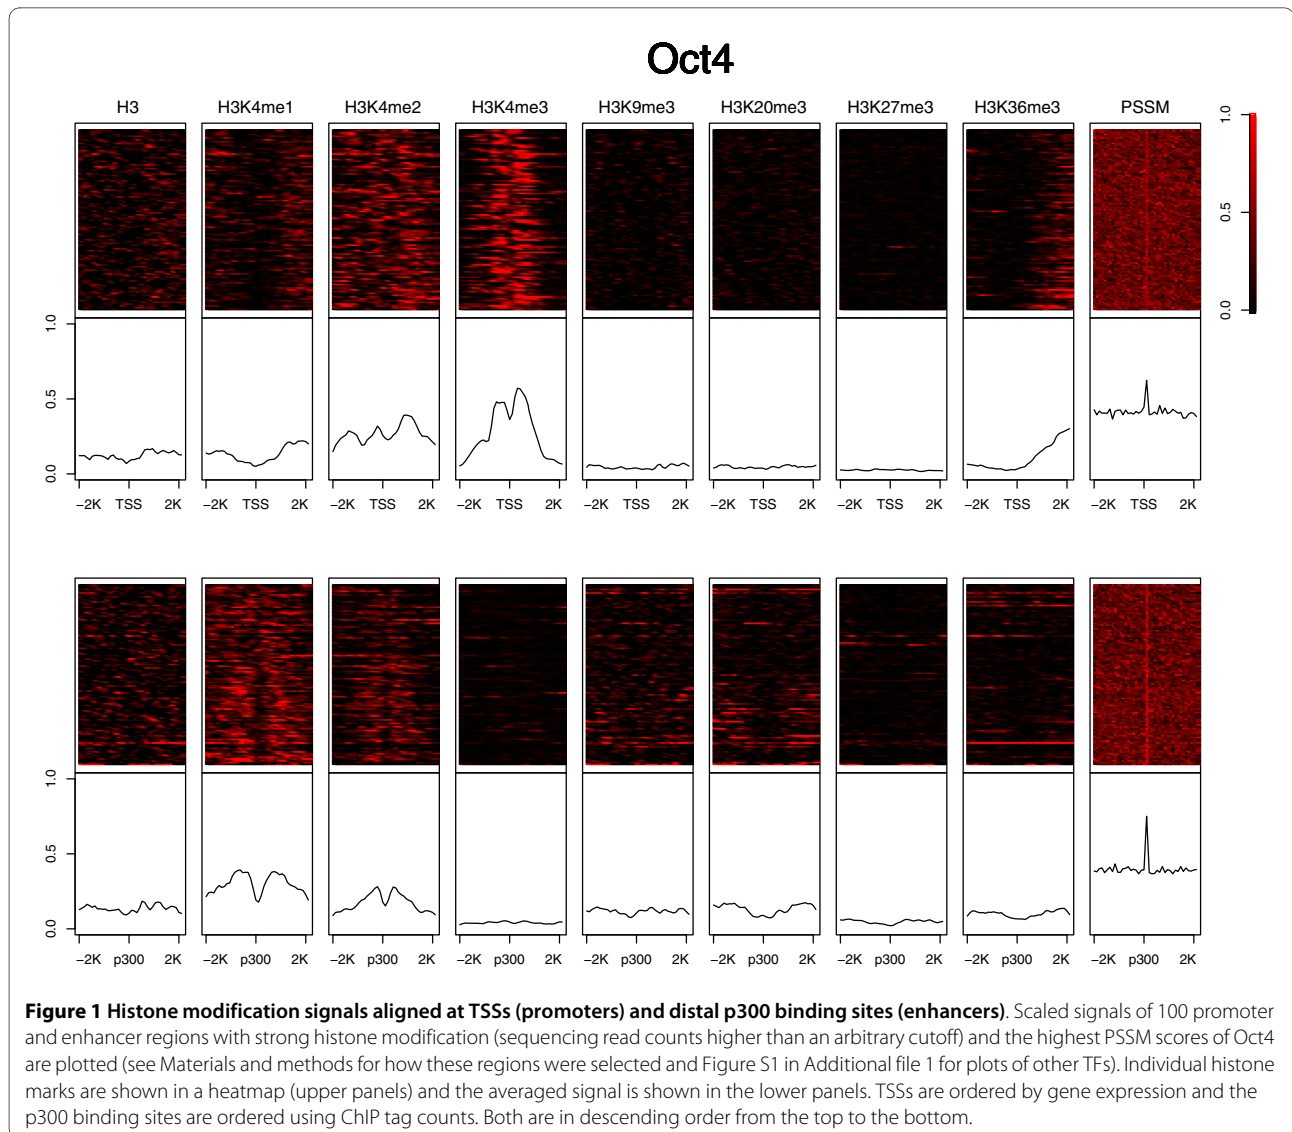 Oct4
H3 H3K4me1 H3K4me2 H3K4me3 H3K9me3 H3K20me3 H3K27me3 H3K36me3 PSSM
1.0
0.5
0.0
1.0
0.5
0.0
−2K TSS 2K −2K TSS 2K −2K TSS 2K −2K TSS 2K −2K TSS 2K −2K TSS 2K −2K TSS 2K −2K TSS 2K −2K TSS 2K
1.0
0.5
0.0
−2K p300 2K −2K p300 2K −2K p300 2K −2K p300 2K −2K p300 2K −2K p300 2K −2K p300 2K −2K p300 2K −2K p300 2K
Figure 1 Histone modification signals aligned at TSSs (promoters) and distal p300 binding sites (enhancers). Scaled signals of 100 promoter
and enhancer regions with strong histone modification (sequencing read counts higher than an arbitrary cutoff) and the highest PSSM scores of Oct4
are plotted (see Materials and methods for how these regions were selected and Figure S1 in Additional file 1 for plots of other TFs). Individual histone
marks are shown in a heatmap (upper panels) and the averaged signal is shown in the lower panels. TSSs are ordered by gene expression and the
p300 binding sites are ordered using ChIP tag counts. Both are in descending order from the top to the bottom.